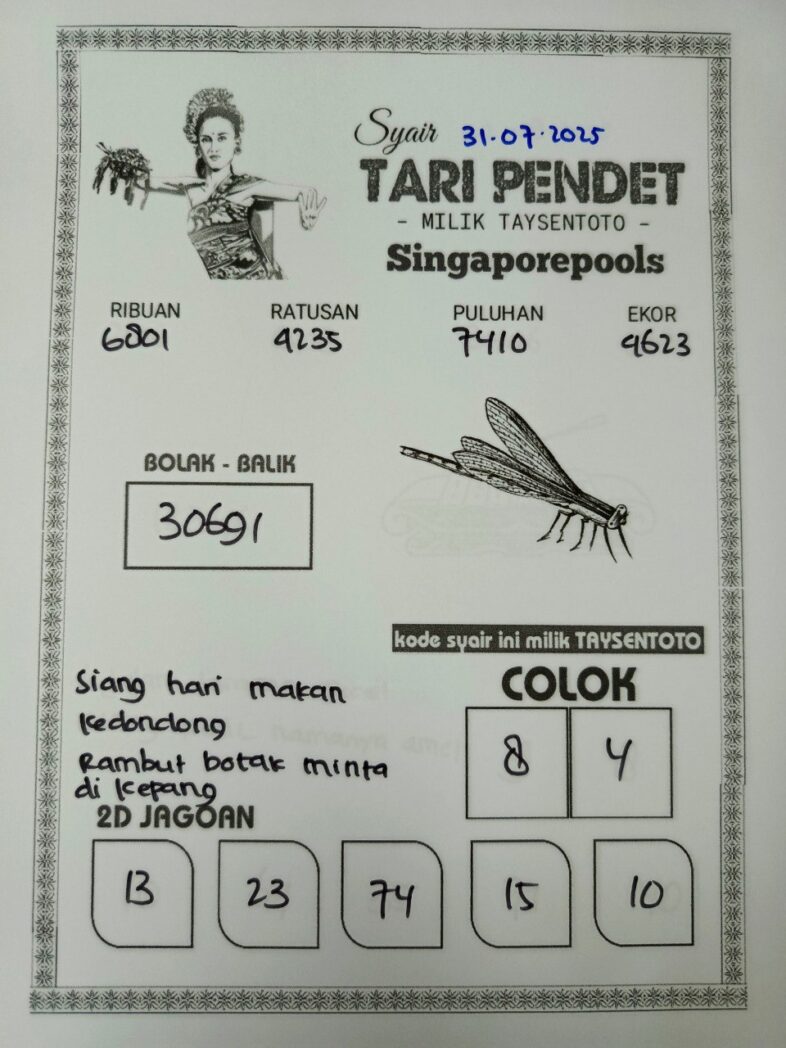 Syair 31.07.2025
TARI PENDET
- MILIK TAYSENTOTO -
Singaporepools
RIBUAN RATUSAN PULUHAN EKOR
6801 4235 7410 9623
BOLAK - BALIK
30691
kode syair ini milik TAYSENTOTO
COLOK
8 4
Siang hari makan
kedondong
Rambut botak minta
di kepang
2D JAGOAN
13 23 74 15 10